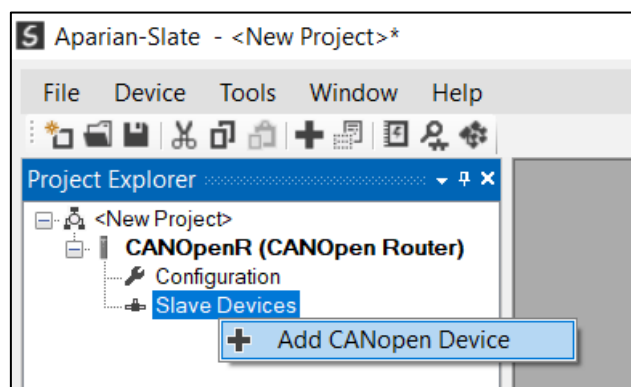 S Aparian-Slate - <New Project>*
File Device Tools Window Help
Project Explorer
<New Project>
CANOpenR (CANOpen Router)
Configuration
Slave Devices
Add CANopen Device